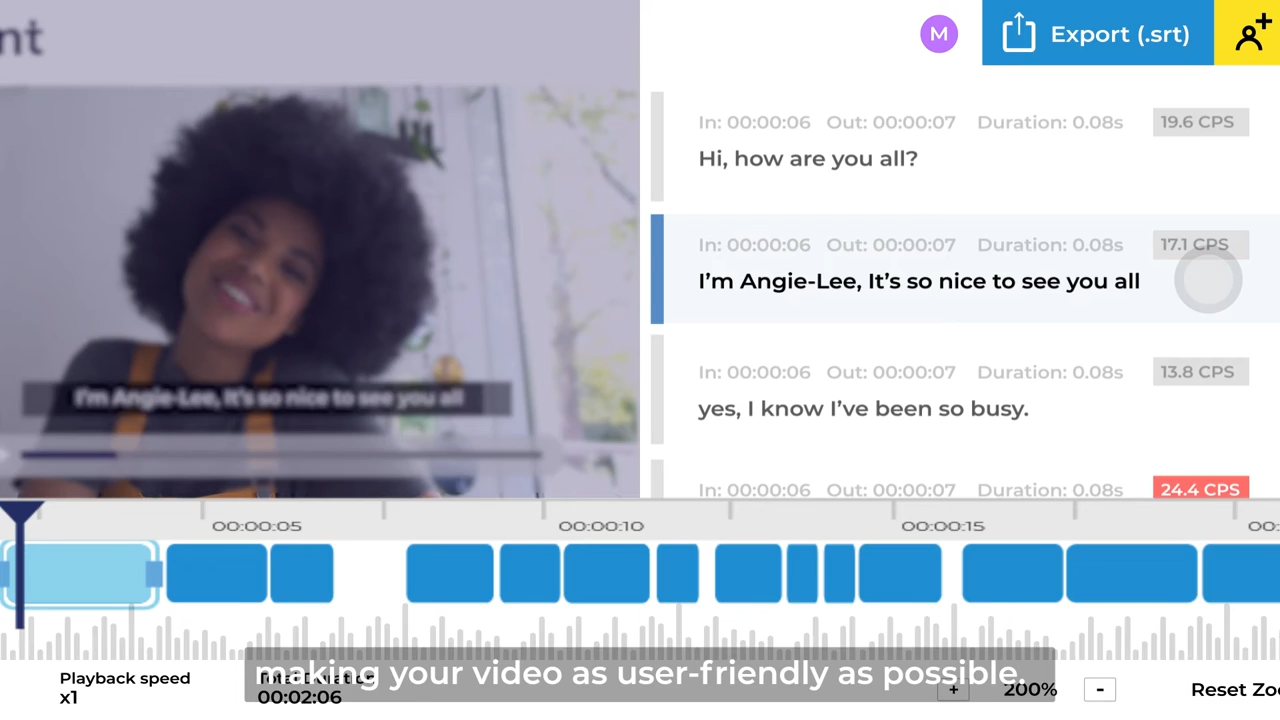 nt
M
Export (.srt)
In: 00:00:06 Out: 00:00:07 Duration: 0.08s 19.6 CPS
Hi, how are you all?
In: 00:00:06 Out: 00:00:07 Duration: 0.08s 17.1 CPS
I'm Angie-Lee, It's so nice to see you all
In: 00:00:06 Out: 00:00:07 Duration: 0.08s 13.8 CPS
yes, I know I've been so busy.
In: 00:00:06 Out: 00:00:07 Duration: 0.08s 24.4 CPS
I'm Angie-Lee, It's so nice to see you all
00:00:05 00:00:10 00:00:15 00:
making your video as user-friendly as possible.
Playback speed
x1
00:02:06
+ 200% - Reset Zo